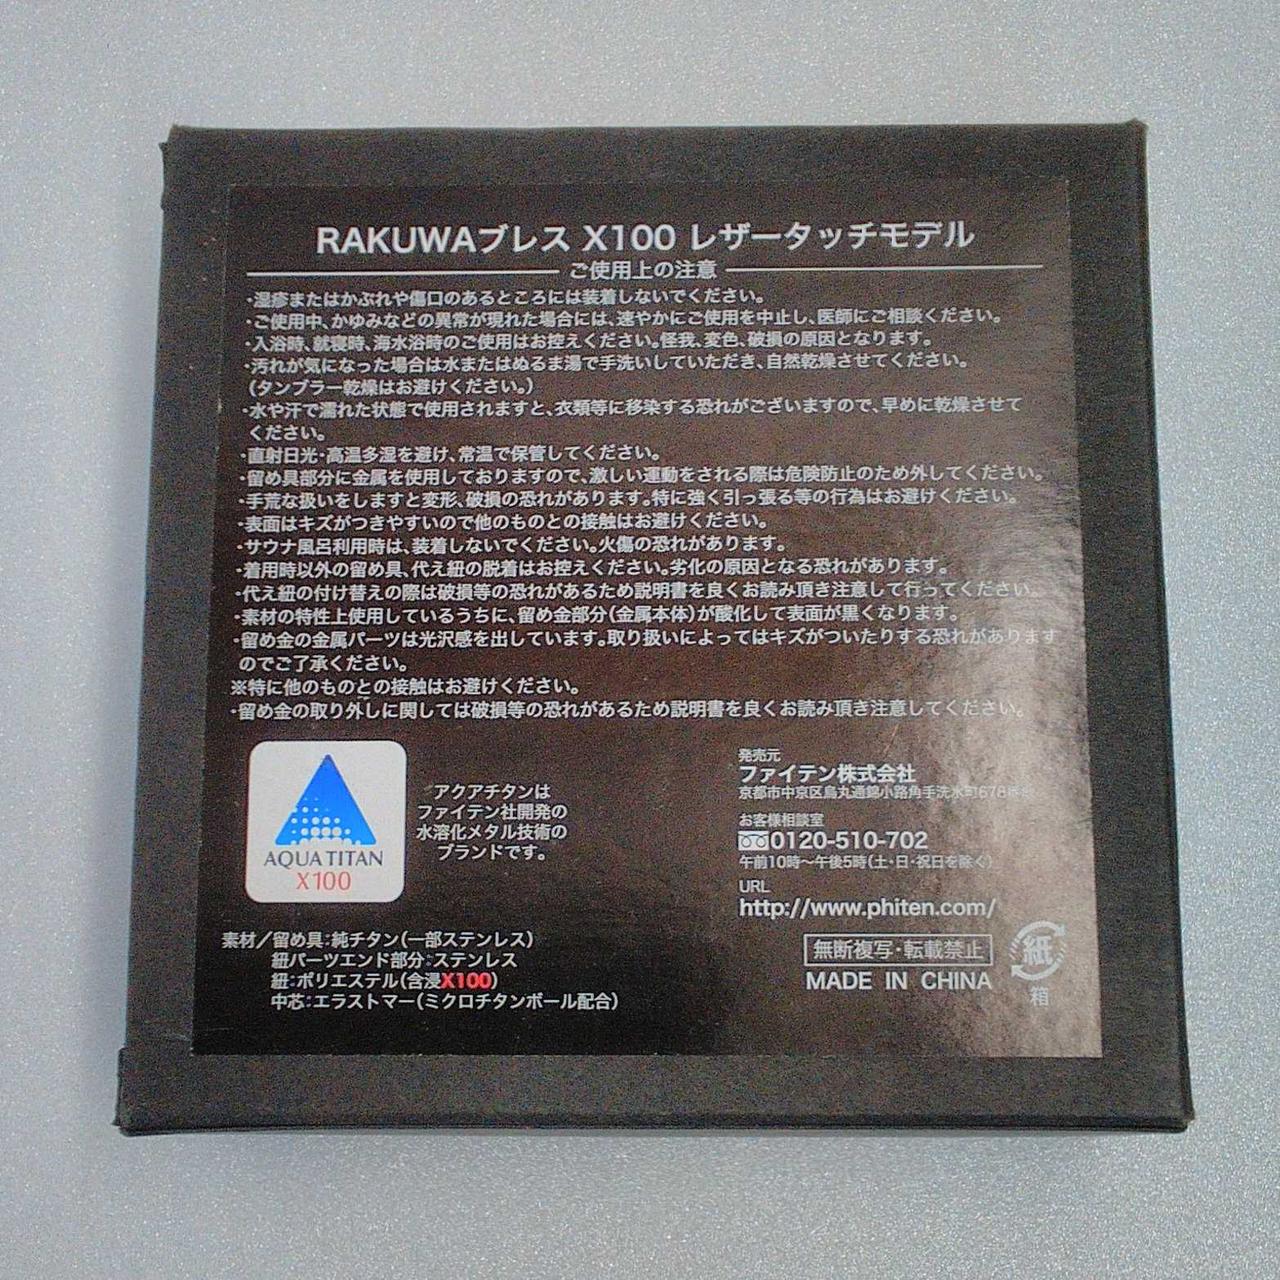 RAKUWAブレス X100 レザータッチモデル
ご使用上の注意
・湿疹またはかぶれや傷口のあるところには装着しないでください。
・ご使用中、かゆみなどの異常が現れた場合には、速やかにご使用を中止し、医師にご相談ください。
・入浴時、就寝時、海水浴時のご使用はお控えください。怪我、変色、破損の原因となります。
・汚れが気になった場合は水またはぬるま湯で手洗いしていただき、自然乾燥させてください。
(タンブラー乾燥はお避けください。)
・水や汗で濡れた状態で使用されますと、衣類等に移染する恐れがございますので、早めに乾燥させて
ください。
・直射日光・高温多湿を避け、常温で保管してください。
・留め具部分に金属を使用しておりますので、激しい運動をされる際は危険防止のため外してください。
・手荒な扱いをしますと変形、破損の恐れがあります。特に強く引っ張る等の行為はお避けください。
・表面はキズがつきやすいので他のものとの接触はお避けください。
・サウナ風呂利用時は、装着しないでください。火傷の恐れがあります。
・着用時以外の留め具、代え紐の脱着はお控えください。劣化の原因となる恐れがあります。
・代え紐の付け替えの際は破損等の恐れがあるため説明書を良くお読み頂き注意して行ってください。
・素材の特性上使用しているうちに、留め金部分(金属本体)が酸化して表面が黒くなります。
・留め金の金属パーツは光沢感を出しています。取り扱いによってはキズがついたりする恐れがあります
のでご了承ください。
※特に他のものとの接触はお避けください。
・留め金の取り外しに関しては破損等の恐れがあるため説明書を良くお読み頂き注意してください。
AQUA TITAN
X100
アクアチタンは
ファイテン社開発の
水溶化メタル技術の
ブランドです。
発売元
ファイテン株式会社
京都市中京区烏丸通錦小路角手洗水町678番地
お客様相談室
0120-510-702
午前10時～午後5時(土・日・祝日を除く)
URL
http://www.phiten.com/
素材／留め具：純チタン(一部ステンレス)
紐パーツエンド部分：ステンレス
紐：ポリエステル(含浸X100)
中芯：エラストマー(ミクロチタンボール配合)
無断複写・転載禁止
MADE IN CHINA
紙
箱